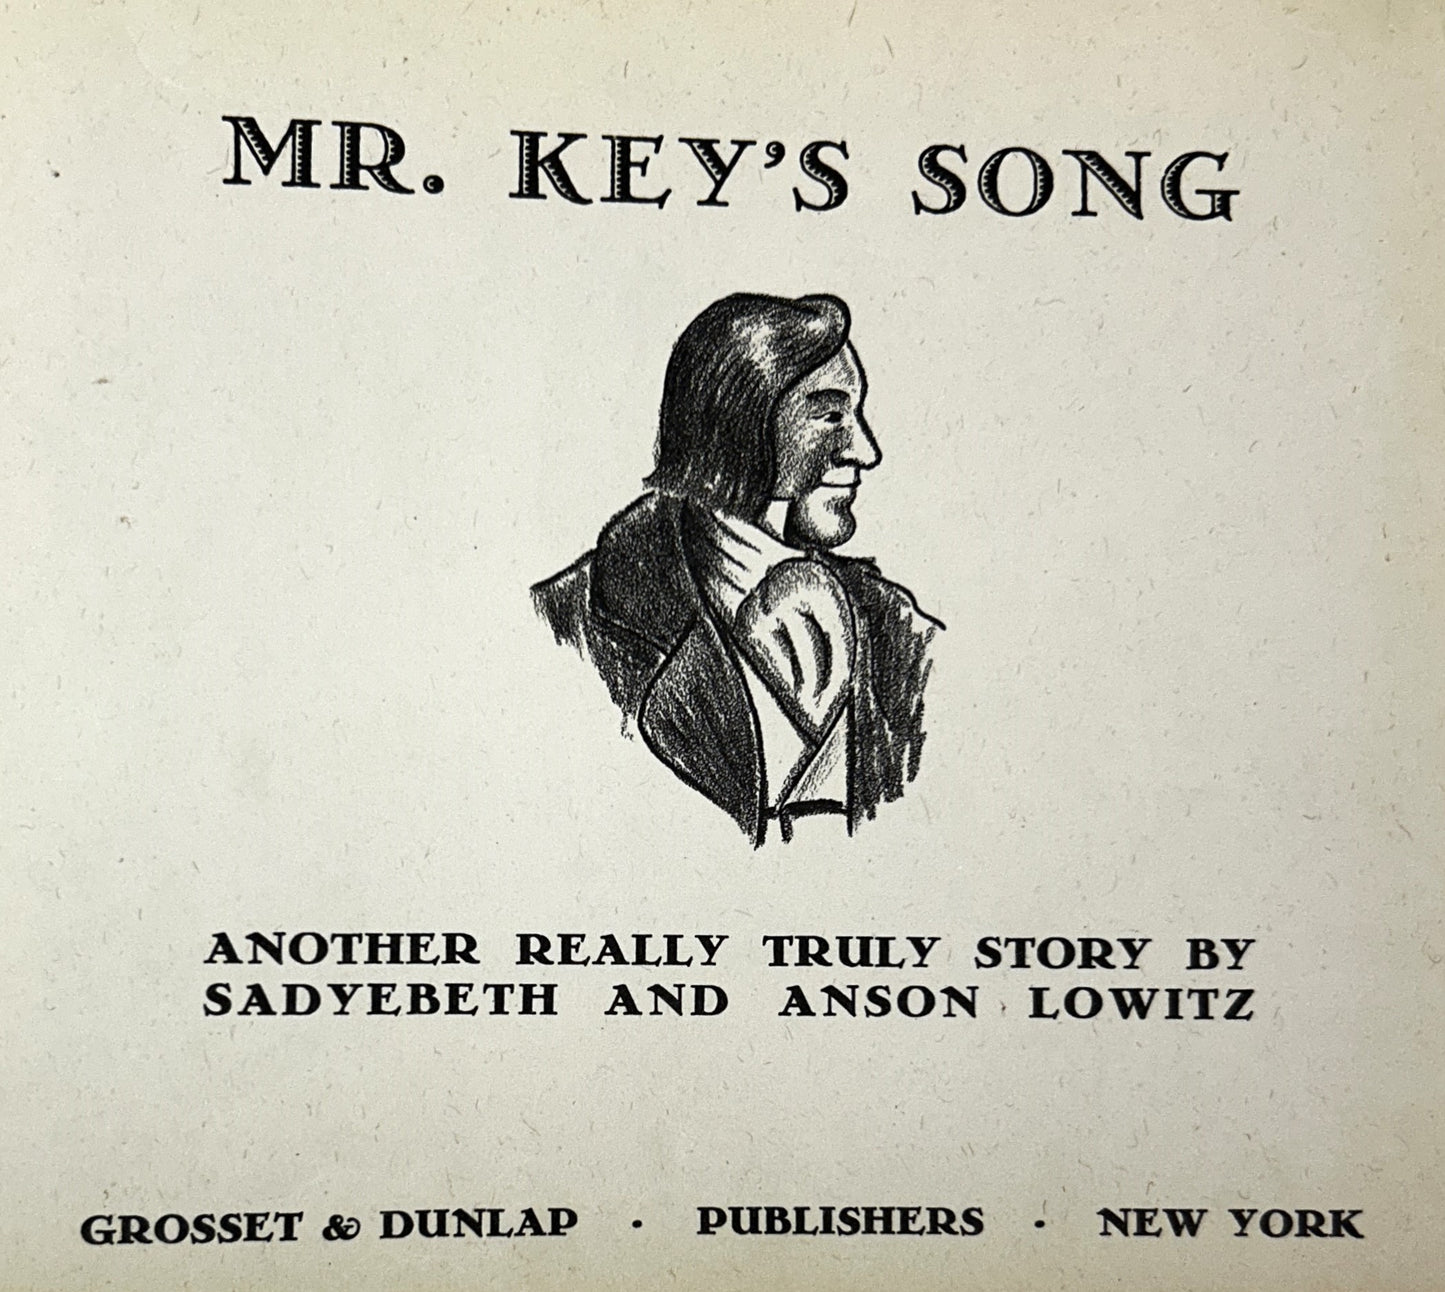 MR. KEY'S SONG
ANOTHER REALLY TRULY STORY BY
SADYEBETH AND ANSON LOWITZ
GROSSET & DUNLAP · PUBLISHERS · NEW YORK